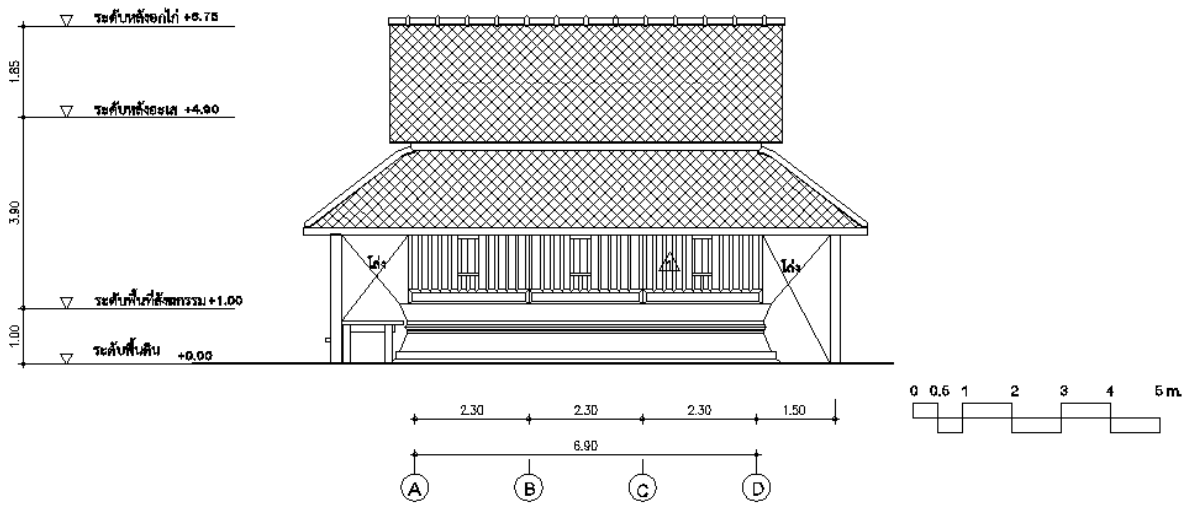 ระดับหลังอกไก่ +6.75
1.85
ระดับหลังอะเส +4.90
3.90
โล่ง
ก
โล่ง
ระดับพื้นที่สังฆกรรม +1.00
1.00
ระดับพื้นดิน +0.00
0 0.5 1 2 3 4 5 m.
2.30 2.30 2.30 1.50
6.90
A B C D